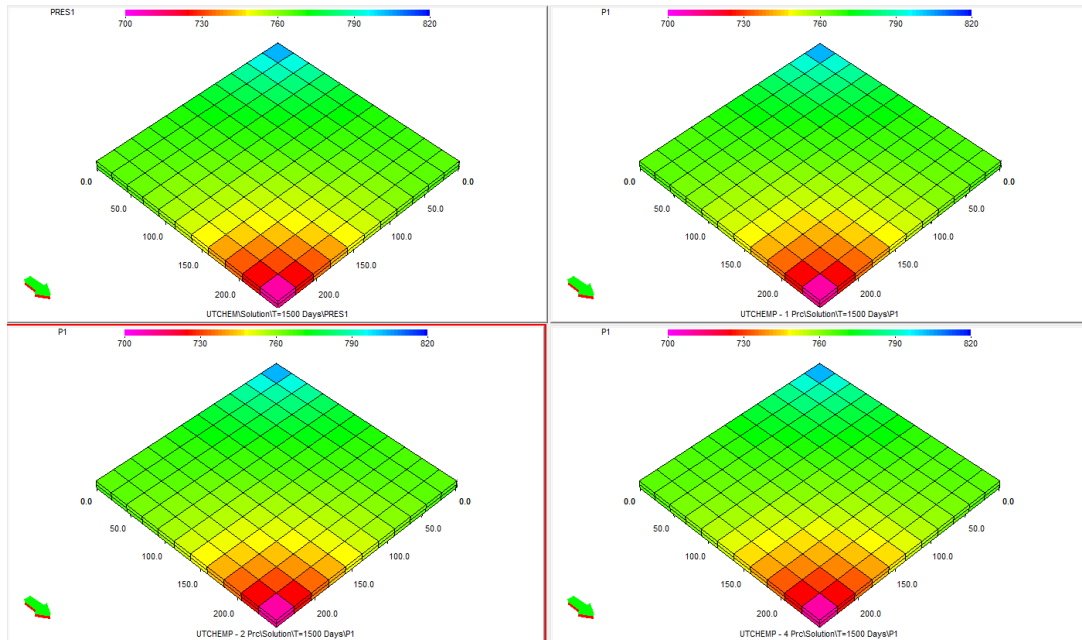 PRES1
700 730 760 790 820
0.0 0.0
50.0 50.0
100.0 100.0
150.0 150.0
200.0 200.0
UTCHEM\Solution\T=1500 Days\PRES1
P1
700 730 760 790 820
0.0 0.0
50.0 50.0
100.0 100.0
150.0 150.0
200.0 200.0
UTCHEMP - 1 Prc\Solution\T=1500 Days\P1
P1
700 730 760 790 820
0.0 0.0
50.0 50.0
100.0 100.0
150.0 150.0
200.0 200.0
UTCHEMP - 2 Prc\Solution\T=1500 Days\P1
P1
700 730 760 790 820
0.0 0.0
50.0 50.0
100.0 100.0
150.0 150.0
200.0 200.0
UTCHEMP - 4 Prc\Solution\T=1500 Days\P1